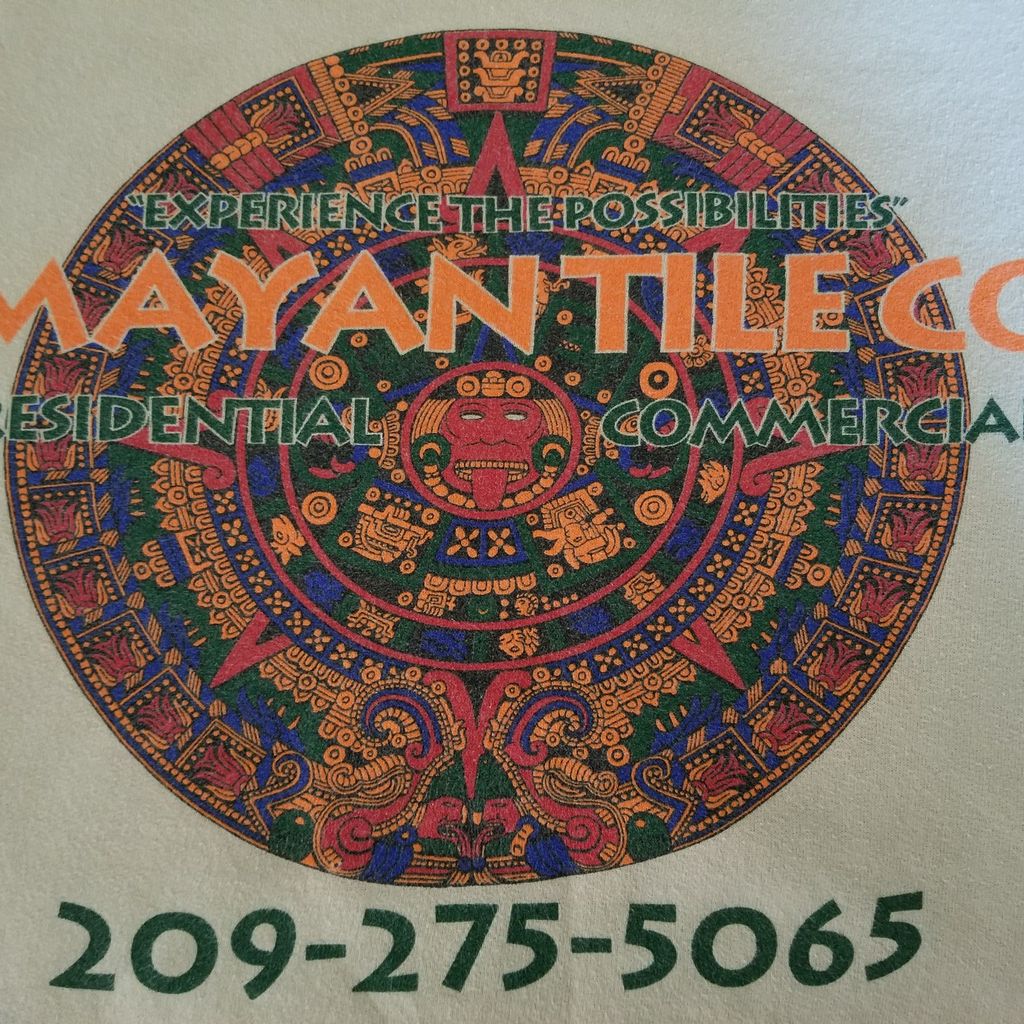 "EXPERIENCE THE POSSIBILITIES"
MAYAN TILE CO
RESIDENTIAL COMMERCIAL
209-275-5065